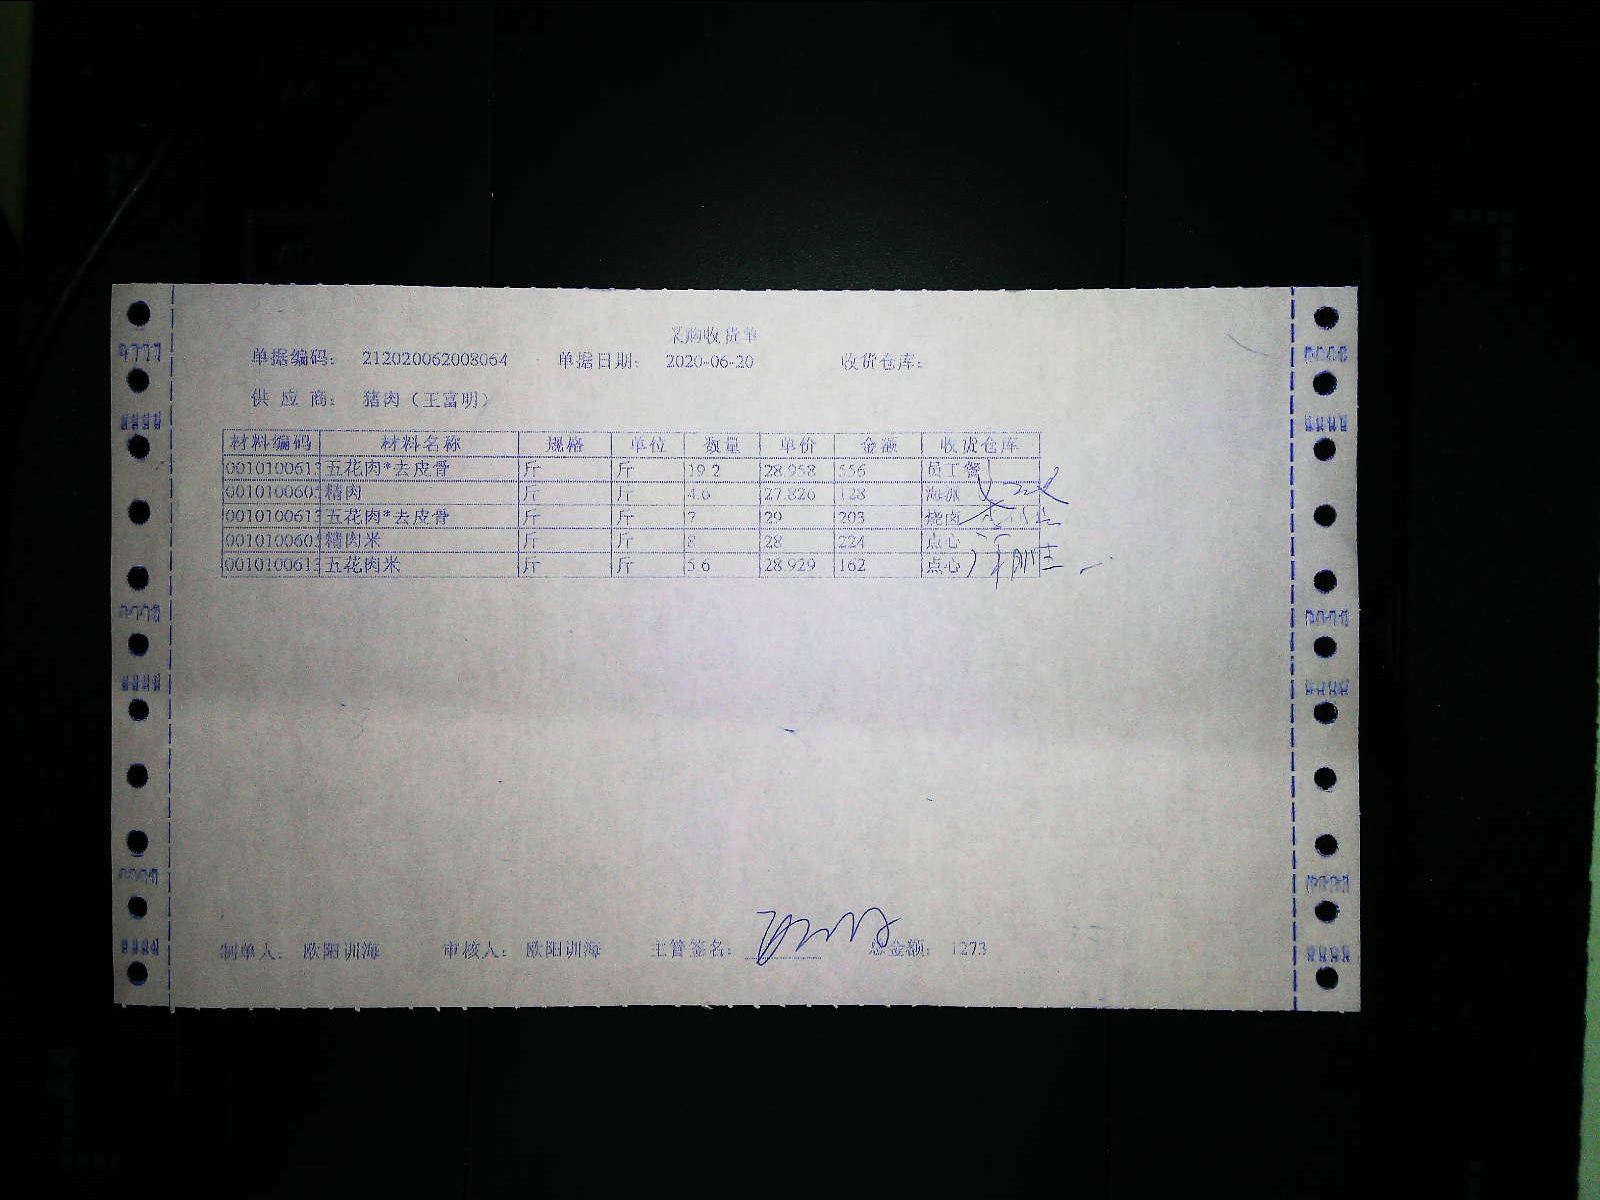 采购收货单
单据编码： 212020062008064 单据日期： 2020-06-20 收货仓库：
供 应 商： 猪肉（王富明）
材料编码 材料名称 规格 单位 数量 单价 金额 收货仓库
0010100613 五花肉*去皮骨 斤 斤 19.2 28.958 556 员工餐
001010060 精肉 斤 斤 4.6 27.826 128 海派
0010100613 五花肉*去皮骨 斤 斤 7 29 203 烧卤
001010060 精肉米 斤 斤 8 28 224 点心
0010100613 五花肉米 斤 斤 5.6 28.929 162 点心
制单人： 欧阳训海 审核人： 欧阳训海 主管签名： 总金额： 1273